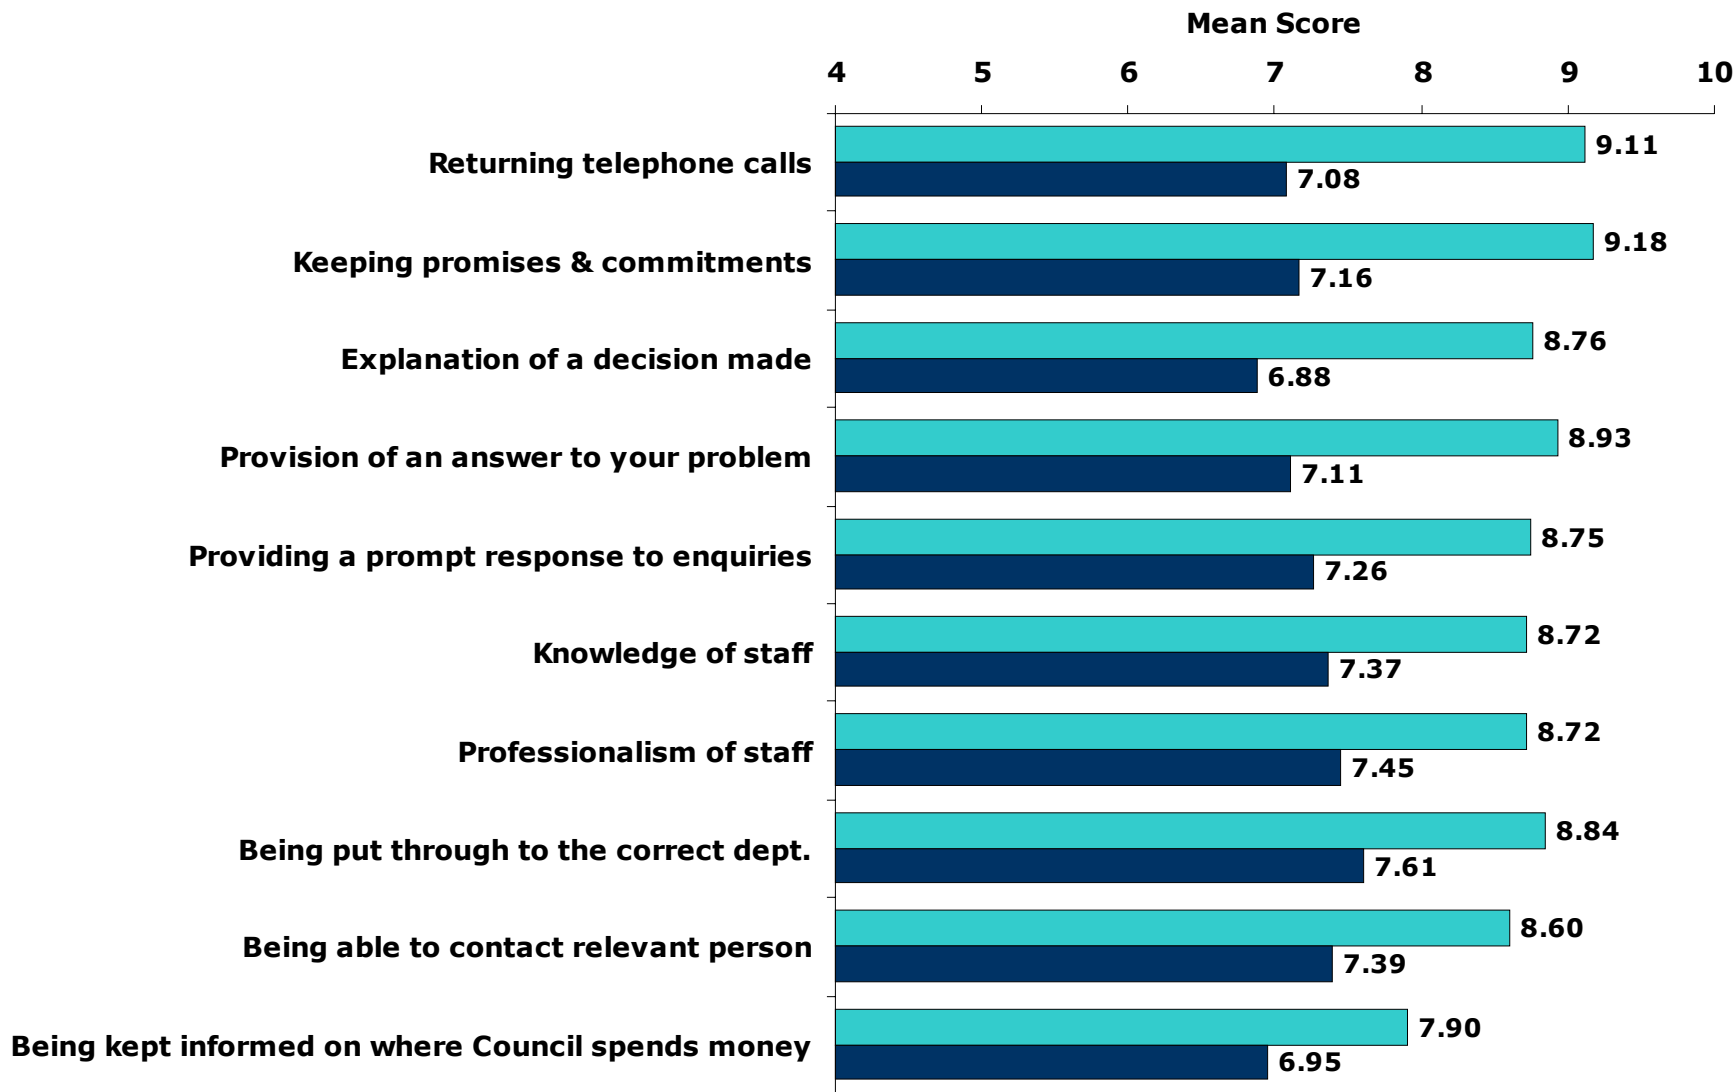 Mean Score
4 5 6 7 8 9 10
Returning telephone calls
9.11
7.08
Keeping promises & commitments
9.18
7.16
Explanation of a decision made
8.76
6.88
Provision of an answer to your problem
8.93
7.11
Providing a prompt response to enquiries
8.75
7.26
Knowledge of staff
8.72
7.37
Professionalism of staff
8.72
7.45
Being put through to the correct dept.
8.84
7.61
Being able to contact relevant person
8.60
7.39
Being kept informed on where Council spends money
7.90
6.95